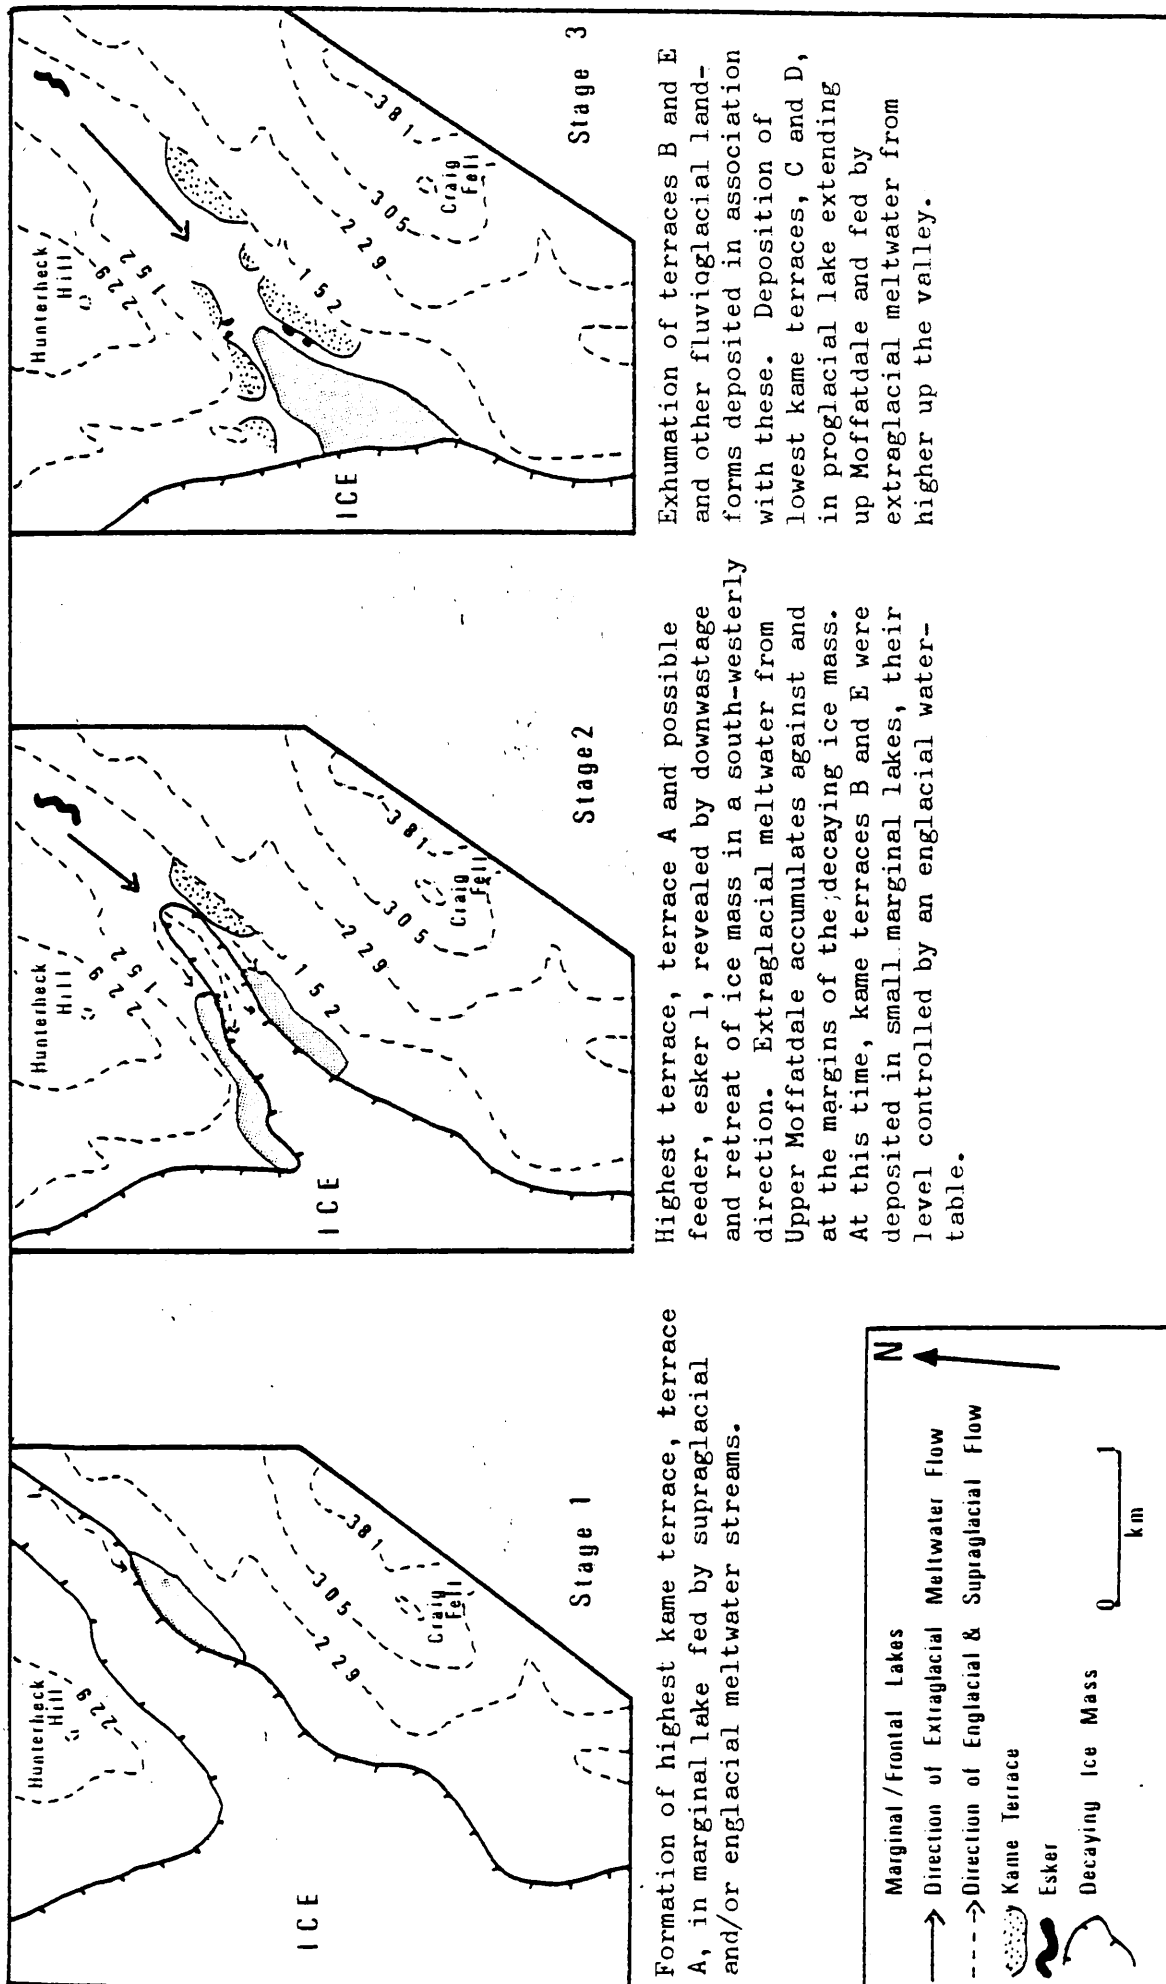 Hunterheck
Hill
229
305
381
229
Craig
Fell
ICE
Stage 1
Formation of highest kame terrace, terrace
A, in marginal lake fed by supraglacial
and/or englacial meltwater streams.
Hunterheck
Hill
229
152
152
229
305
381
Craig
Fell
ICE
Stage 2
Highest terrace, terrace A and possible
feeder, esker 1, revealed by downwastage
and retreat of ice mass in a south-westerly
direction. Extraglacial meltwater from
Upper Moffatdale accumulates against and
at the margins of the decaying ice mass.
At this time, kame terraces B and E were
deposited in small marginal lakes, their
level controlled by an englacial water-
table.
Hunterheck
Hill
229
152
152
229
305
381
Craig
Fell
ICE
Stage 3
Exhumation of terraces B and E
and other fluvioglacial land-
forms deposited in association
with these. Deposition of
lowest kame terraces, C and D,
in proglacial lake extending
up Moffatdale and fed by
extraglacial meltwater from
higher up the valley.
Marginal/Frontal Lakes
Direction of Extraglacial Meltwater Flow
Direction of Englacial & Supraglacial Flow
Kame Terrace
Esker
Decaying Ice Mass
N
0 1
km